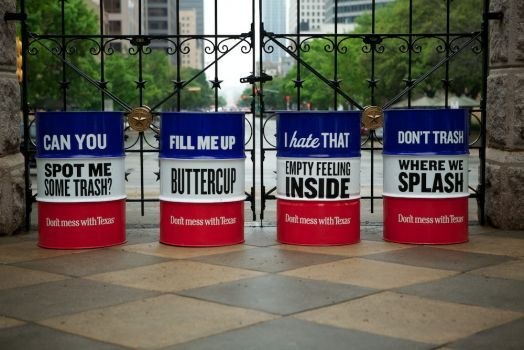 CAN YOU
SPOT ME
SOME TRASH?
Don't mess with Texas
FILL ME UP
BUTTERCUP
Don't mess with Texas
I hate THAT
EMPTY FEELING
INSIDE
Don't mess with Texas
DON'T TRASH
WHERE WE
SPLASH
Don't mess with Texas